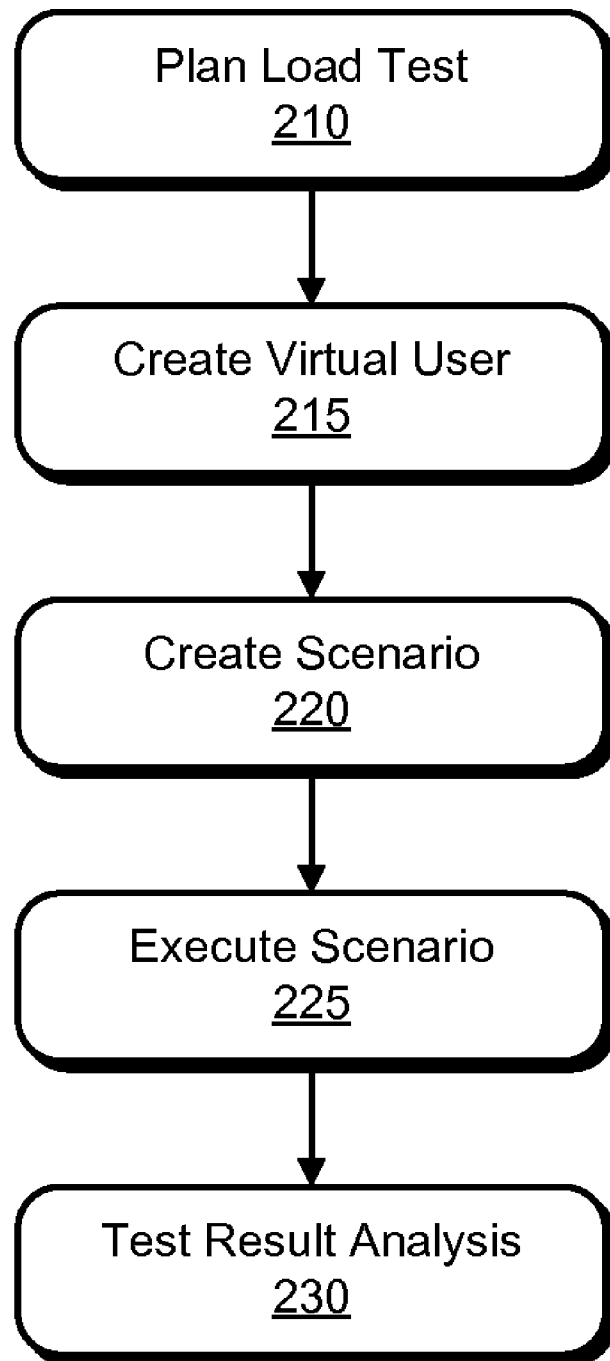 Plan Load Test
210
Create Virtual User
215
Create Scenario
220
Execute Scenario
225
Test Result Analysis
230